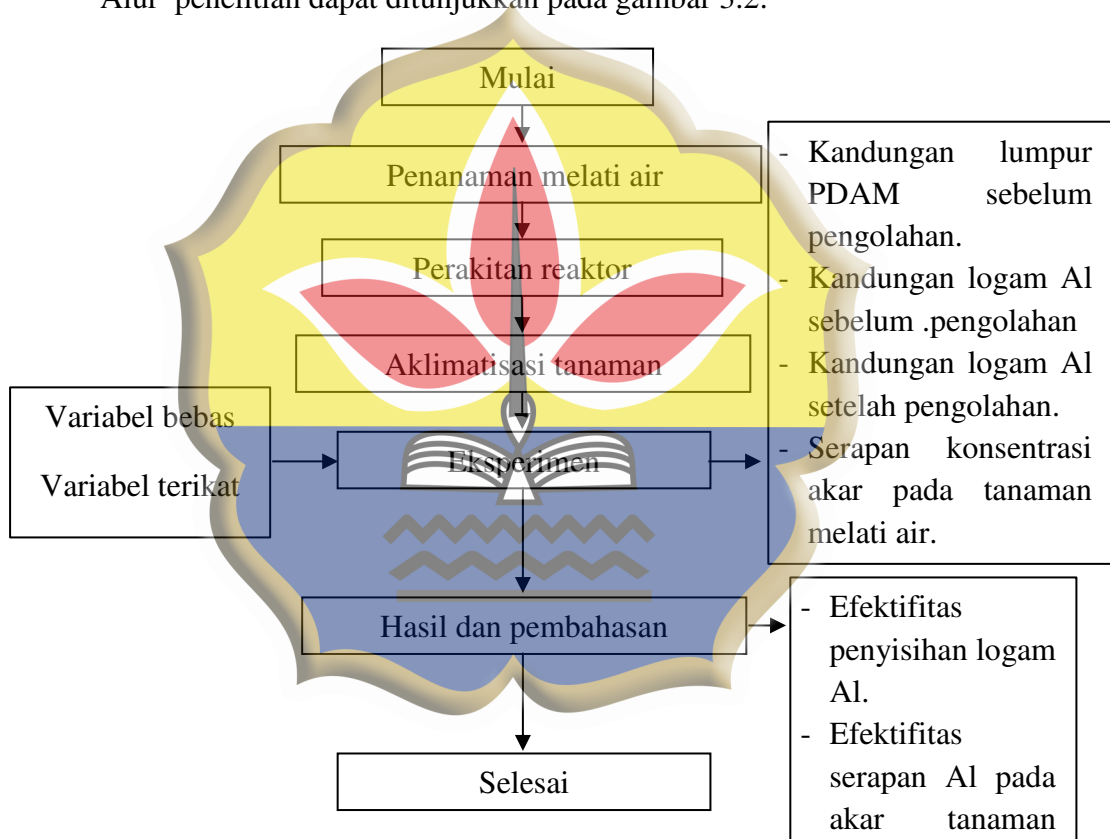 Alur penelitian dapat ditunjukkan pada gambar 3.2.
Mulai
Penanaman melati air
Perakitan reaktor
Aklimatisasi tanaman
Variabel bebas
Variabel terikat
Eksperimen
- Kandungan lumpur
PDAM sebelum
pengolahan.
- Kandungan logam Al
sebelum .pengolahan
- Kandungan logam Al
setelah pengolahan.
- Serapan konsentrasi
akar pada tanaman
melati air.
Hasil dan pembahasan
- Efektifitas
penyisihan logam
Al.
- Efektifitas
serapan Al pada
akar tanaman
Selesai